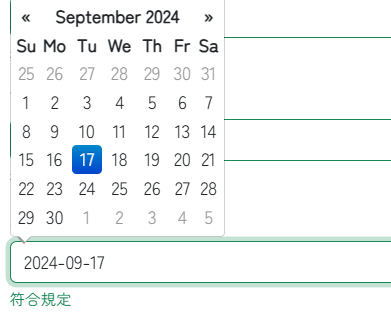 « September 2024 »
Su Mo Tu We Th Fr Sa
25 26 27 28 29 30 31
1 2 3 4 5 6 7
8 9 10 11 12 13 14
15 16 17 18 19 20 21
22 23 24 25 26 27 28
29 30 1 2 3 4 5
2024-09-17
符合規定